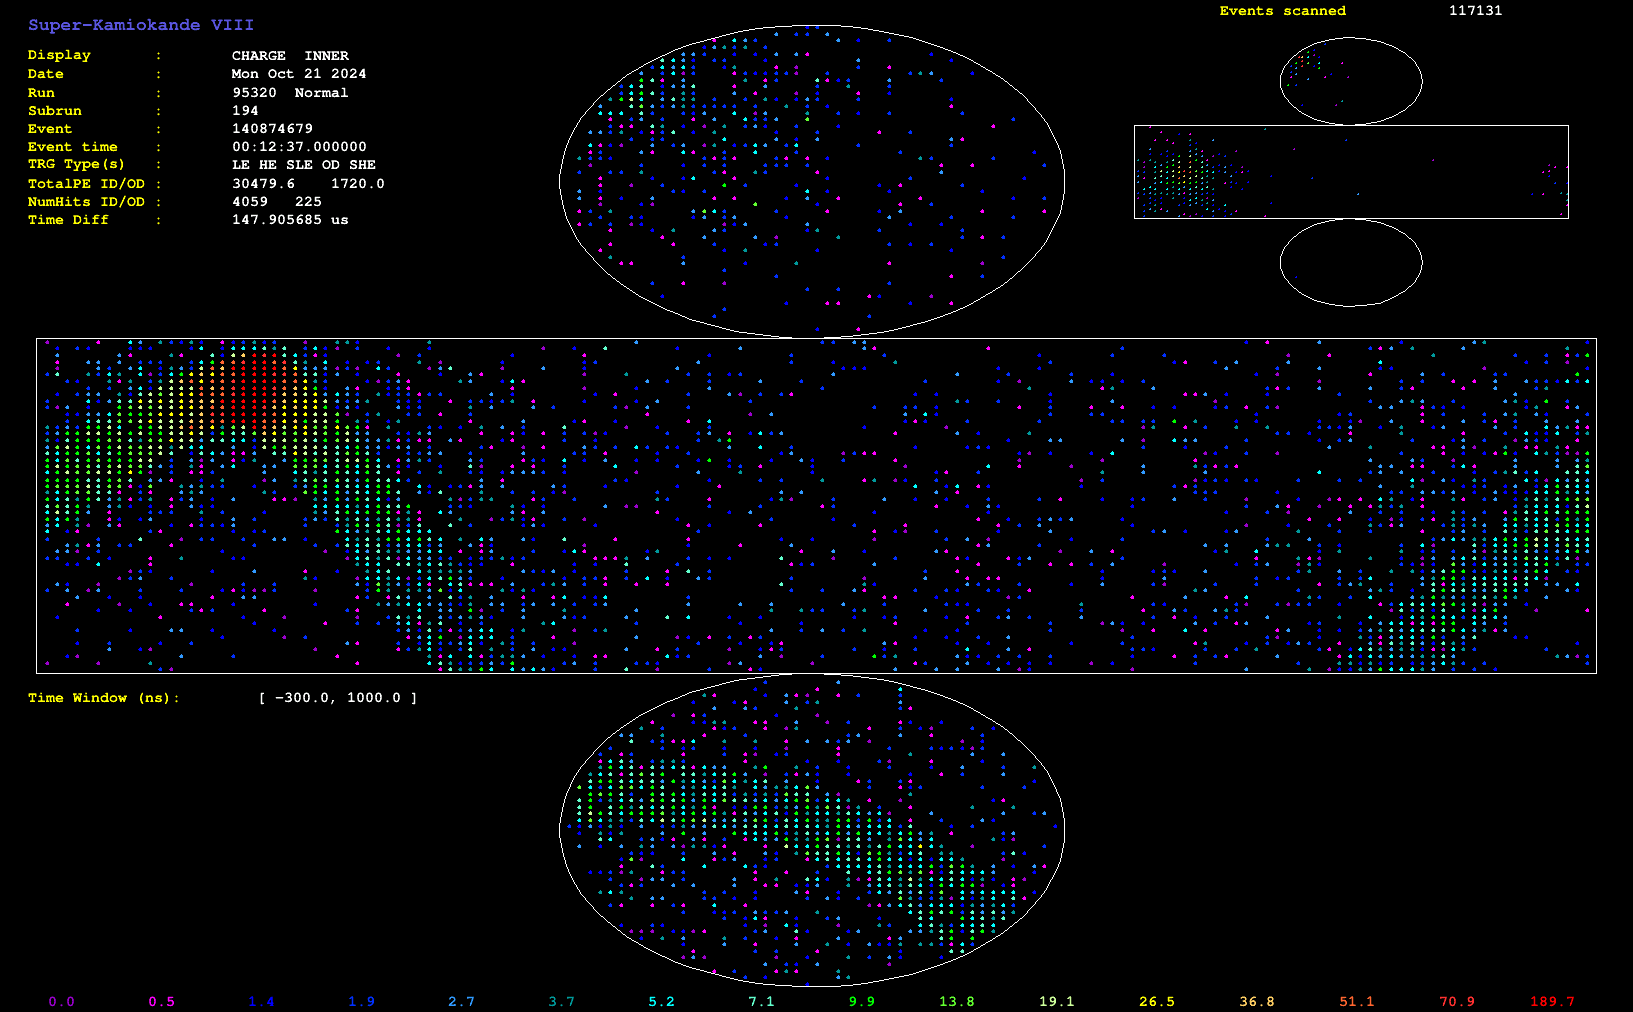 Super-Kamiokande VIII
Events scanned 117131
Display : CHARGE INNER
Date : Mon Oct 21 2024
Run : 95320 Normal
Subrun : 194
Event : 140874679
Event time : 00:12:37.000000
TRG Type(s) : LE HE SLE OD SHE
TotalPE ID/OD : 30479.6 1720.0
NumHits ID/OD : 4059 225
Time Diff : 147.905685 us
Time Window (ns): [ −300.0, 1000.0 ]
0.0 0.5 1.4 1.9 2.7 3.7 5.2 7.1 9.9 13.8 19.1 26.5 36.8 51.1 70.9 189.7